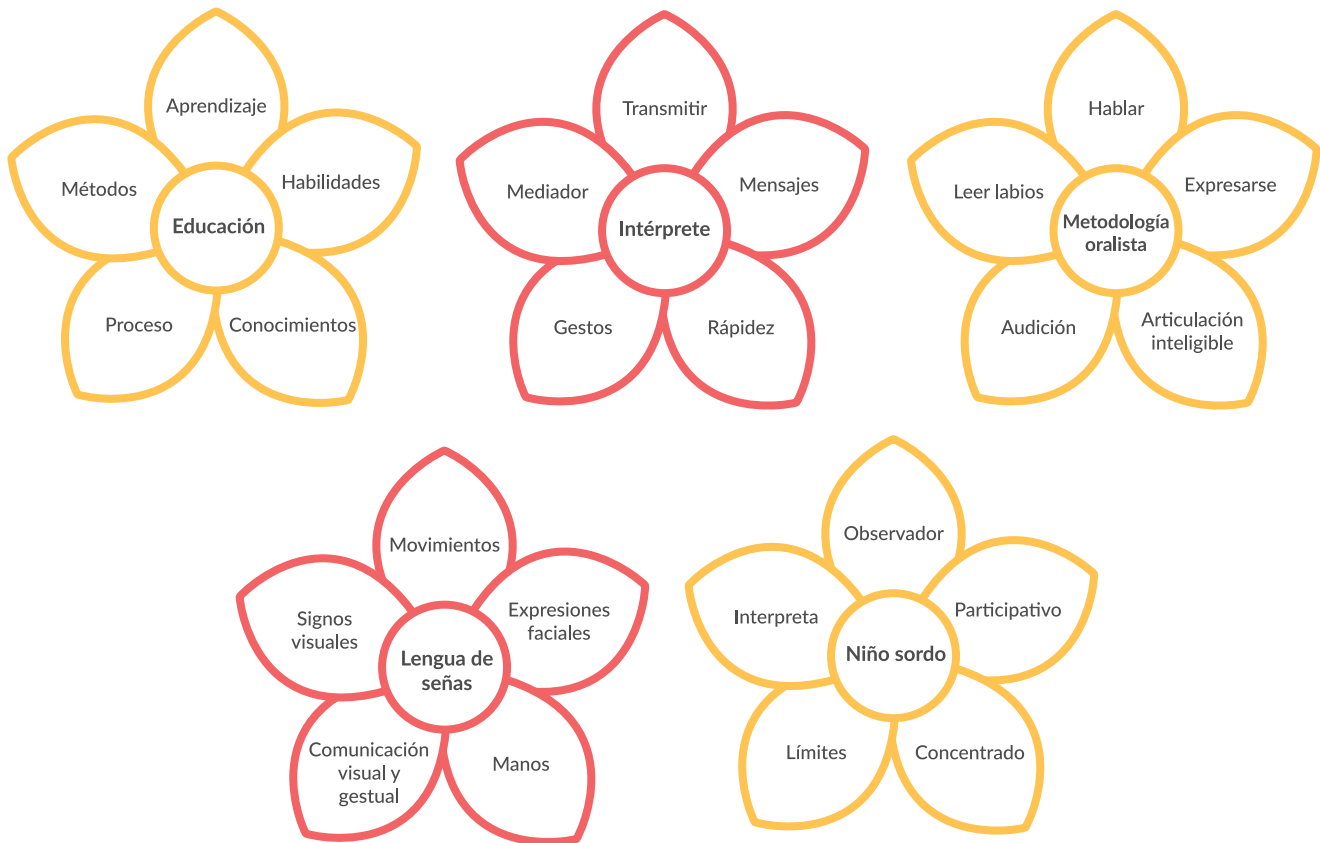 Aprendizaje
Métodos
Habilidades
Educación
Proceso
Conocimientos
Transmitir
Mediador
Mensajes
Intérprete
Gestos
Rápidez
Hablar
Leer labios
Expresarse
Metodología
oralista
Audición
Articulación
inteligible
Movimientos
Signos
visuales
Expresiones
faciales
Lengua de
señas
Comunicación
visual y
gestual
Manos
Observador
Interpreta
Participativo
Niño sordo
Límites
Concentrado